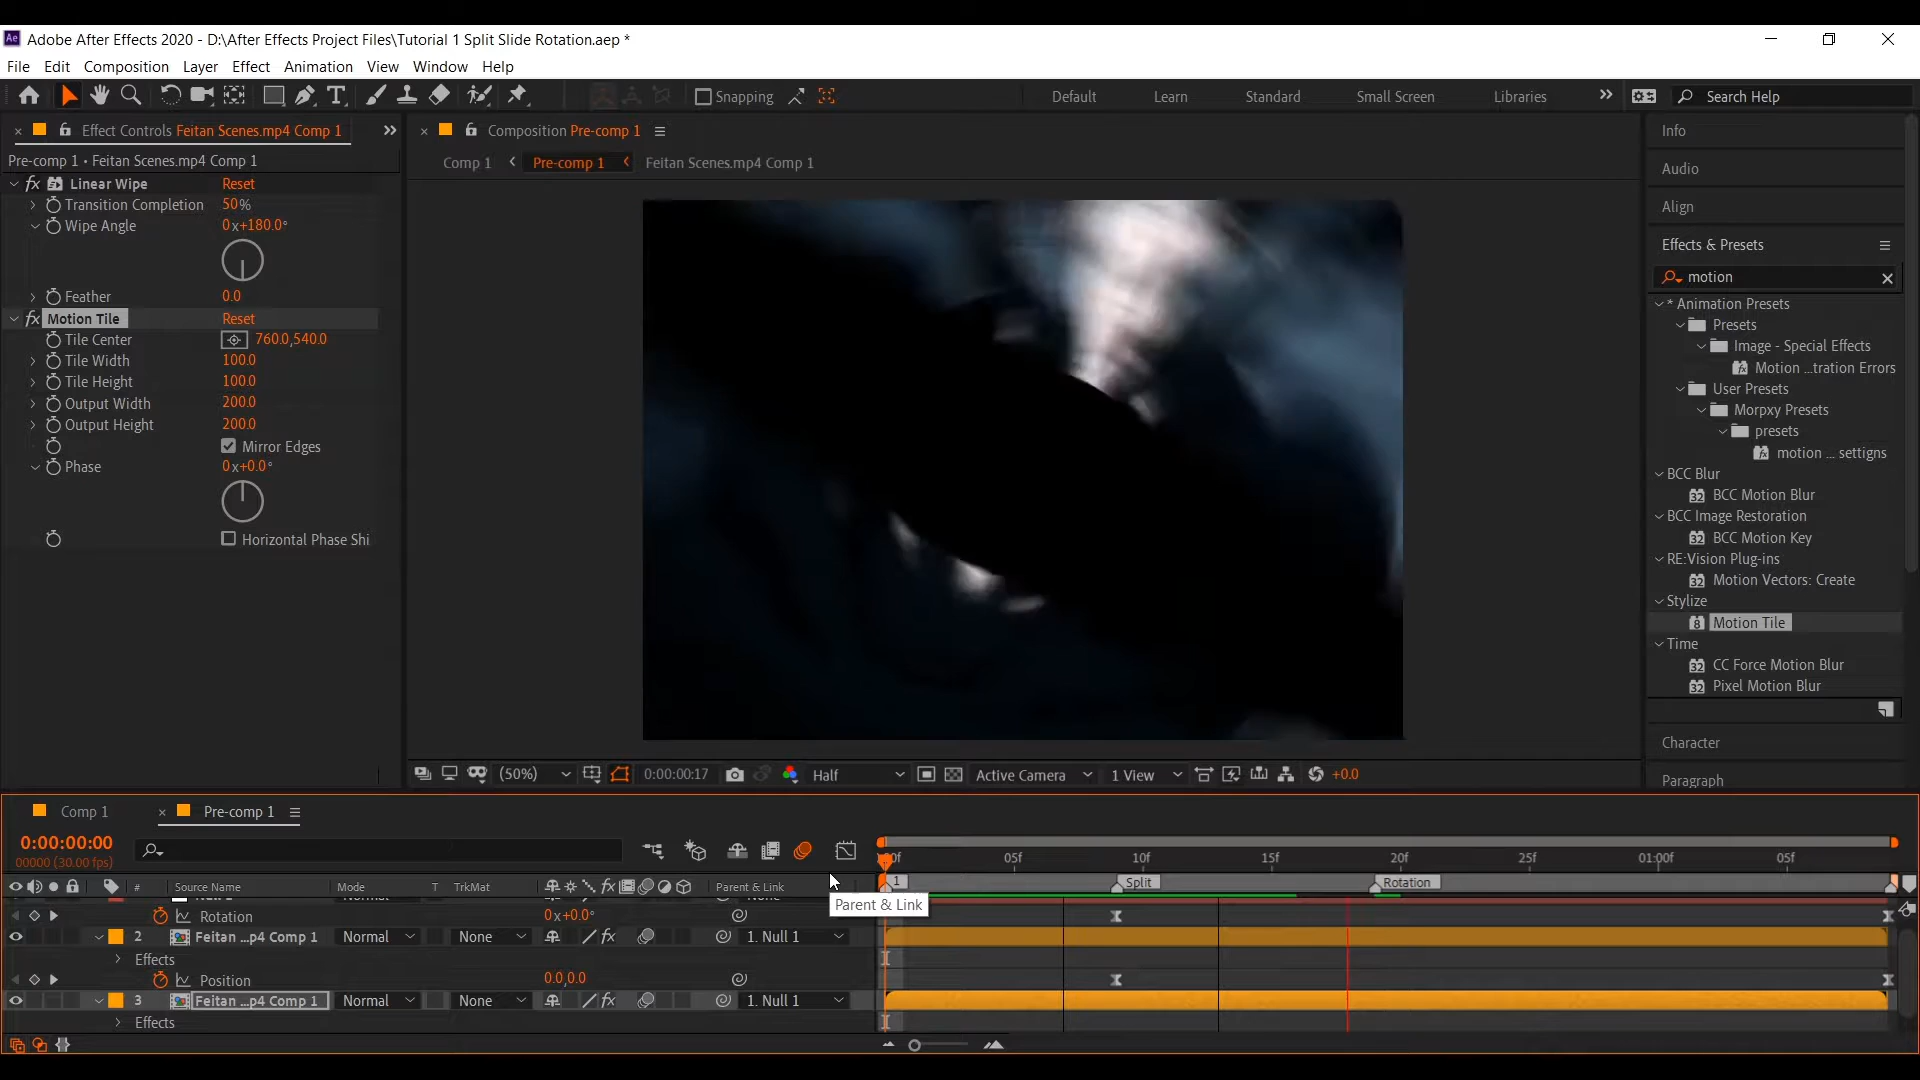 Adobe After Effects 2020 - D:\After Effects Project Files\Tutorial 1 Split Slide Rotation.aep *
File Edit Composition Layer Effect Animation View Window Help
Snapping Default Learn Standard Small Screen Libraries Search Help
Effect Controls Feitan Scenes.mp4 Comp 1
Pre-comp 1 • Feitan Scenes.mp4 Comp 1
fx Linear Wipe Reset
Transition Completion 50%
Wipe Angle 0x+180.0°
Feather 0.0
fx Motion Tile Reset
Tile Center 760.0,540.0
Tile Width 100.0
Tile Height 100.0
Output Width 200.0
Output Height 200.0
Mirror Edges
Phase 0x+0.0°
Horizontal Phase Shi
Composition Pre-comp 1
Comp 1 Pre-comp 1 Feitan Scenes.mp4 Comp 1
(50%) 0:00:00:17 Half Active Camera 1 View +0.0
Info
Audio
Align
Effects & Presets
motion
* Animation Presets
Presets
Image - Special Effects
Motion ...tration Errors
User Presets
Morpxy Presets
presets
motion ... settigns
BCC Blur
BCC Motion Blur
BCC Image Restoration
BCC Motion Key
RE:Vision Plug-ins
Motion Vectors: Create
Stylize
Motion Tile
Time
CC Force Motion Blur
Pixel Motion Blur
Character
Paragraph
Comp 1 Pre-comp 1
0:00:00:00
00000 (30.00 fps)
05f 10f 15f 20f 25f 01:00f 05f
# Source Name Mode T TrkMat fx Parent & Link
1 Split Rotation
Parent & Link
Rotation 0x+0.0°
2 Feitan ...p4 Comp 1 Normal None fx 1. Null 1
Effects
Position 0.0,0.0
3 Feitan ...p4 Comp 1 Normal None fx 1. Null 1
Effects